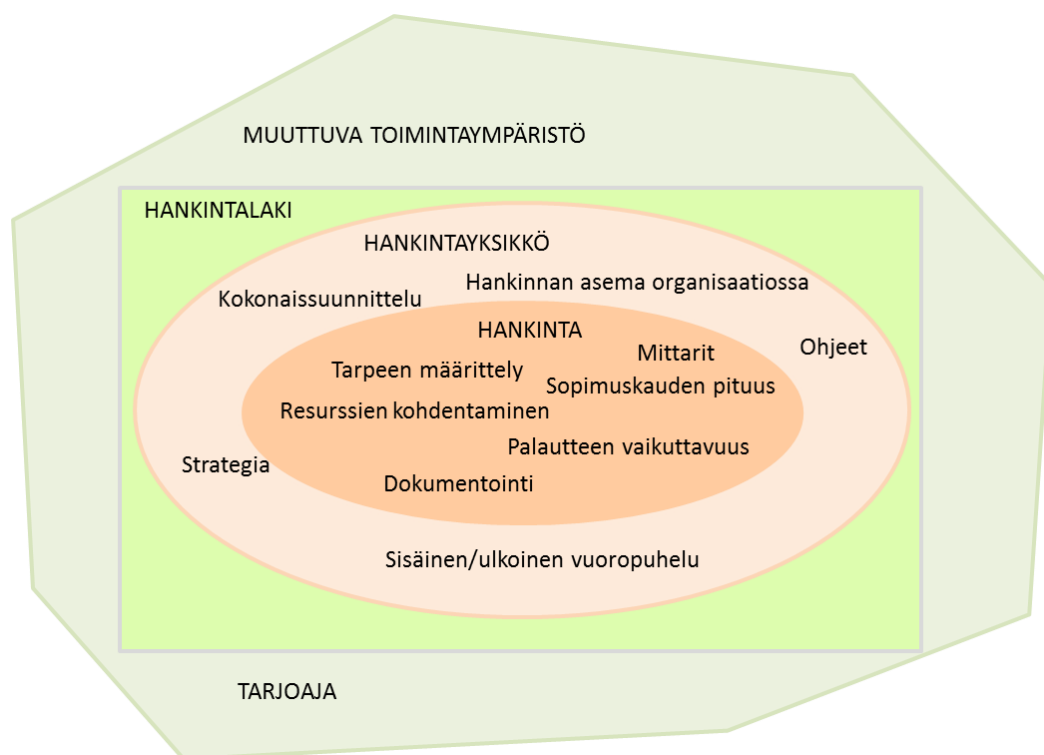 MUUTTUVA TOIMINTAYMPÄRISTÖ
HANKINTALAKI
HANKINTAYKSIKKÖ
Hankinnan asema organisaatiossa
Kokonaissuunnittelu
HANKINTA
Mittarit
Ohjeet
Tarpeen määrittely
Sopimuskauden pituus
Resurssien kohdentaminen
Palautteen vaikuttavuus
Strategia
Dokumentointi
Sisäinen/ulkoinen vuoropuhelu
TARJOAJA